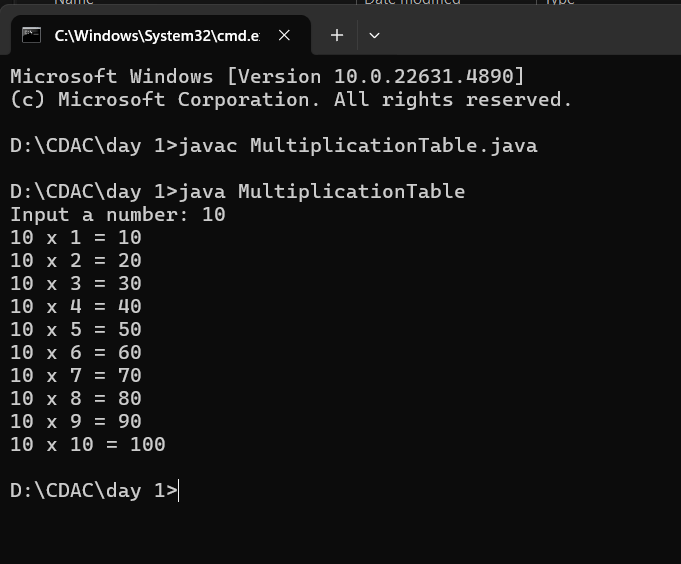 Name Date modified Type
C:\Windows\System32\cmd.e
Microsoft Windows [Version 10.0.22631.4890]
(c) Microsoft Corporation. All rights reserved.
D:\CDAC\day 1>javac MultiplicationTable.java
D:\CDAC\day 1>java MultiplicationTable
Input a number: 10
10 x 1 = 10
10 x 2 = 20
10 x 3 = 30
10 x 4 = 40
10 x 5 = 50
10 x 6 = 60
10 x 7 = 70
10 x 8 = 80
10 x 9 = 90
10 x 10 = 100
D:\CDAC\day 1>